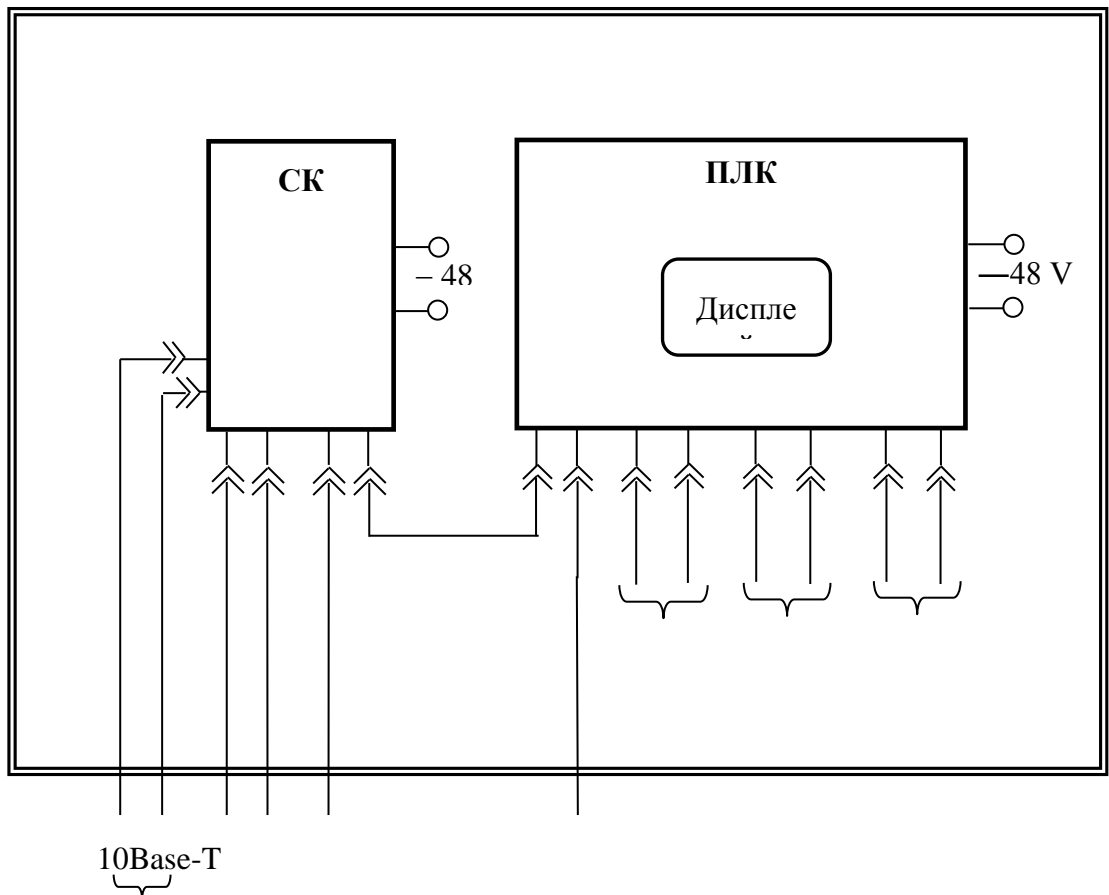 СК
ПЛК
– 48
—48 V
Диспле
й
10Base-T